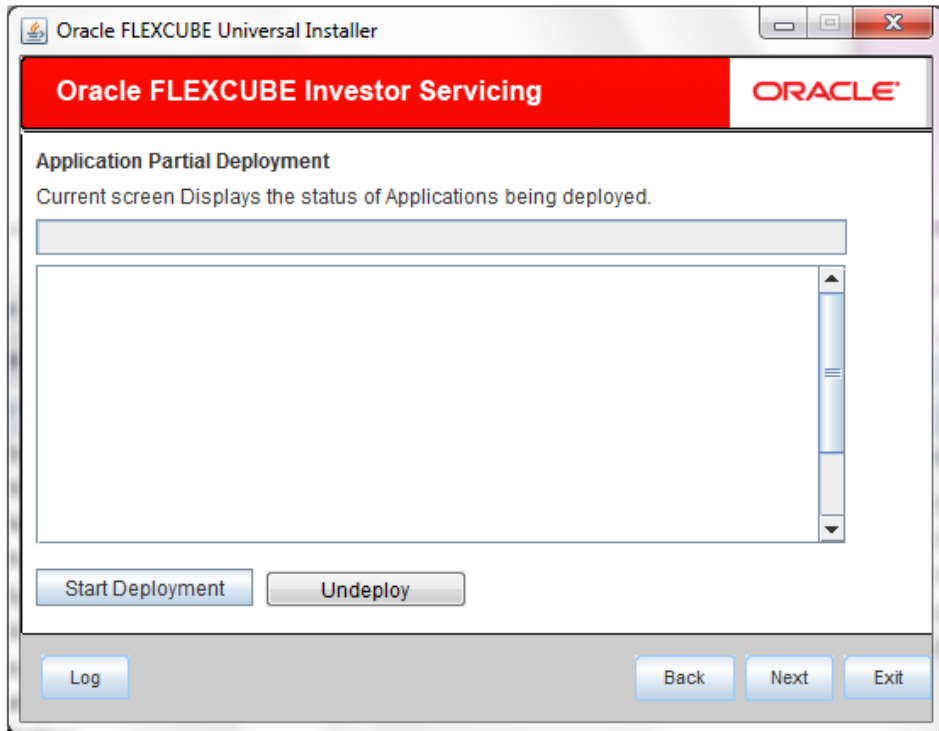 Oracle FLEXCUBE Universal Installer
Oracle FLEXCUBE Investor Servicing
ORACLE
Application Partial Deployment
Current screen Displays the status of Applications being deployed.
Start Deployment Undeploy
Log Back Next Exit